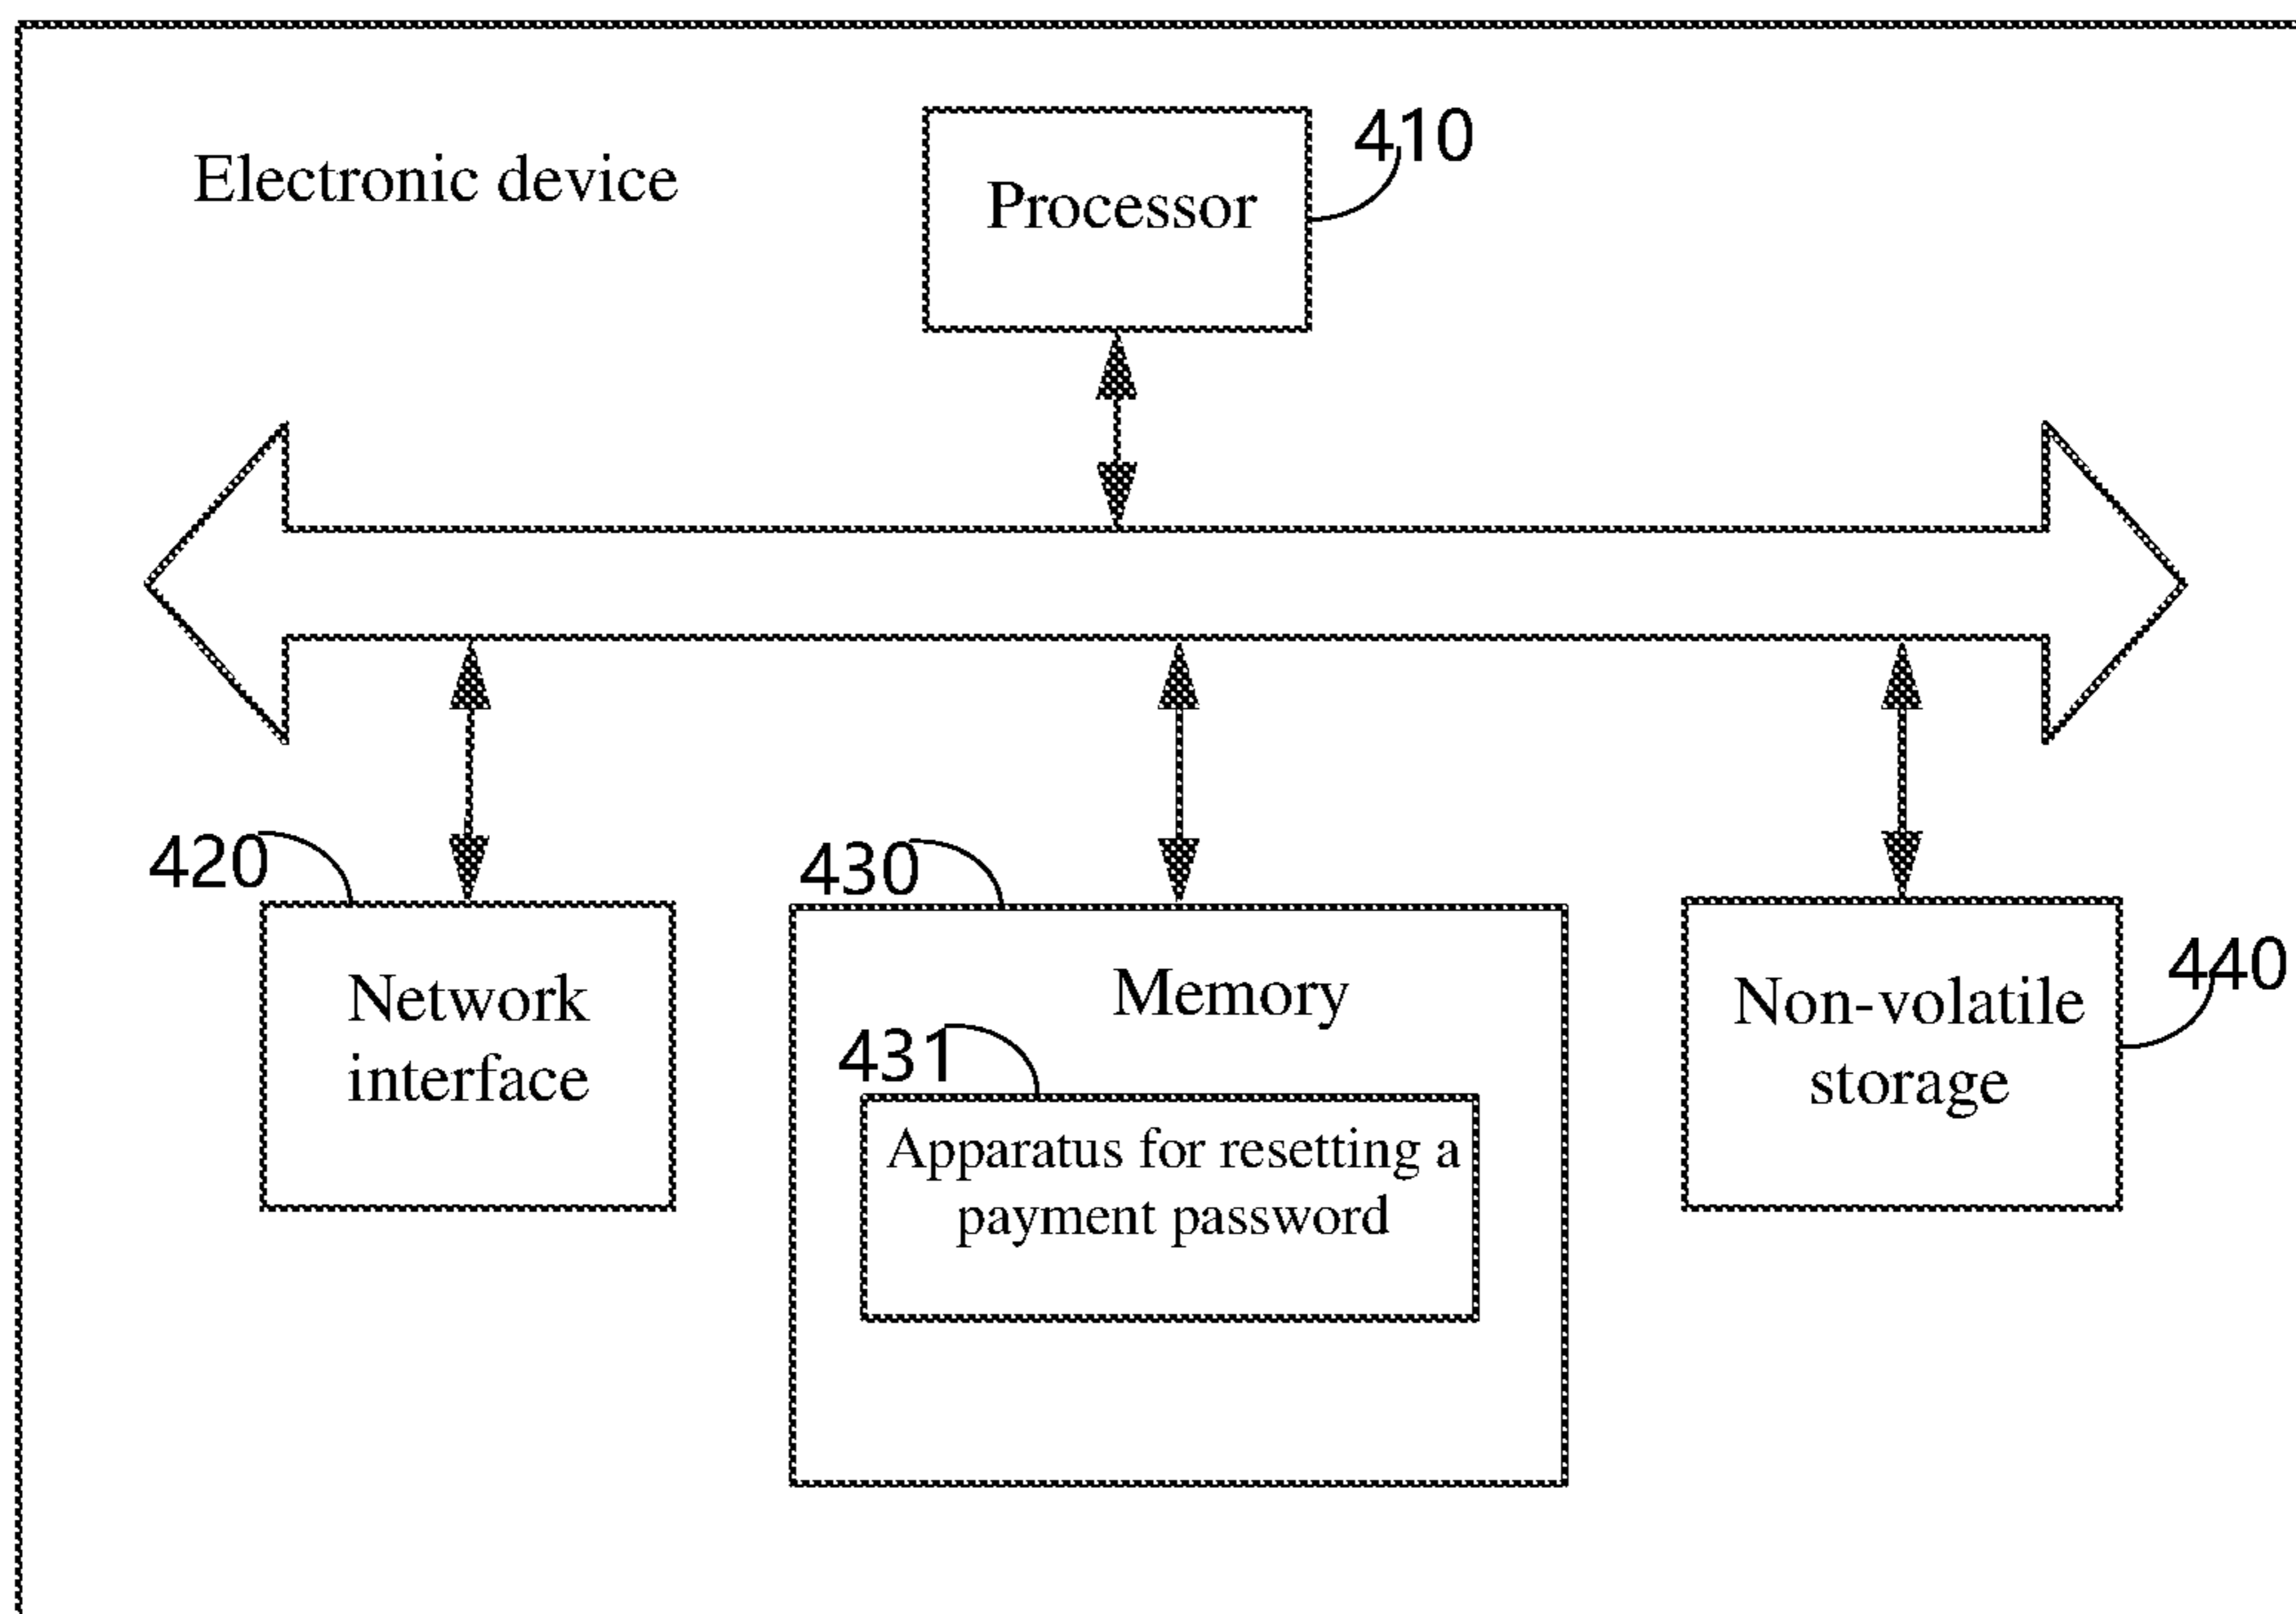 Electronic device
Processor
410
420
Network
interface
430
Memory
431
Apparatus for resetting a
payment password
Non-volatile
storage
440